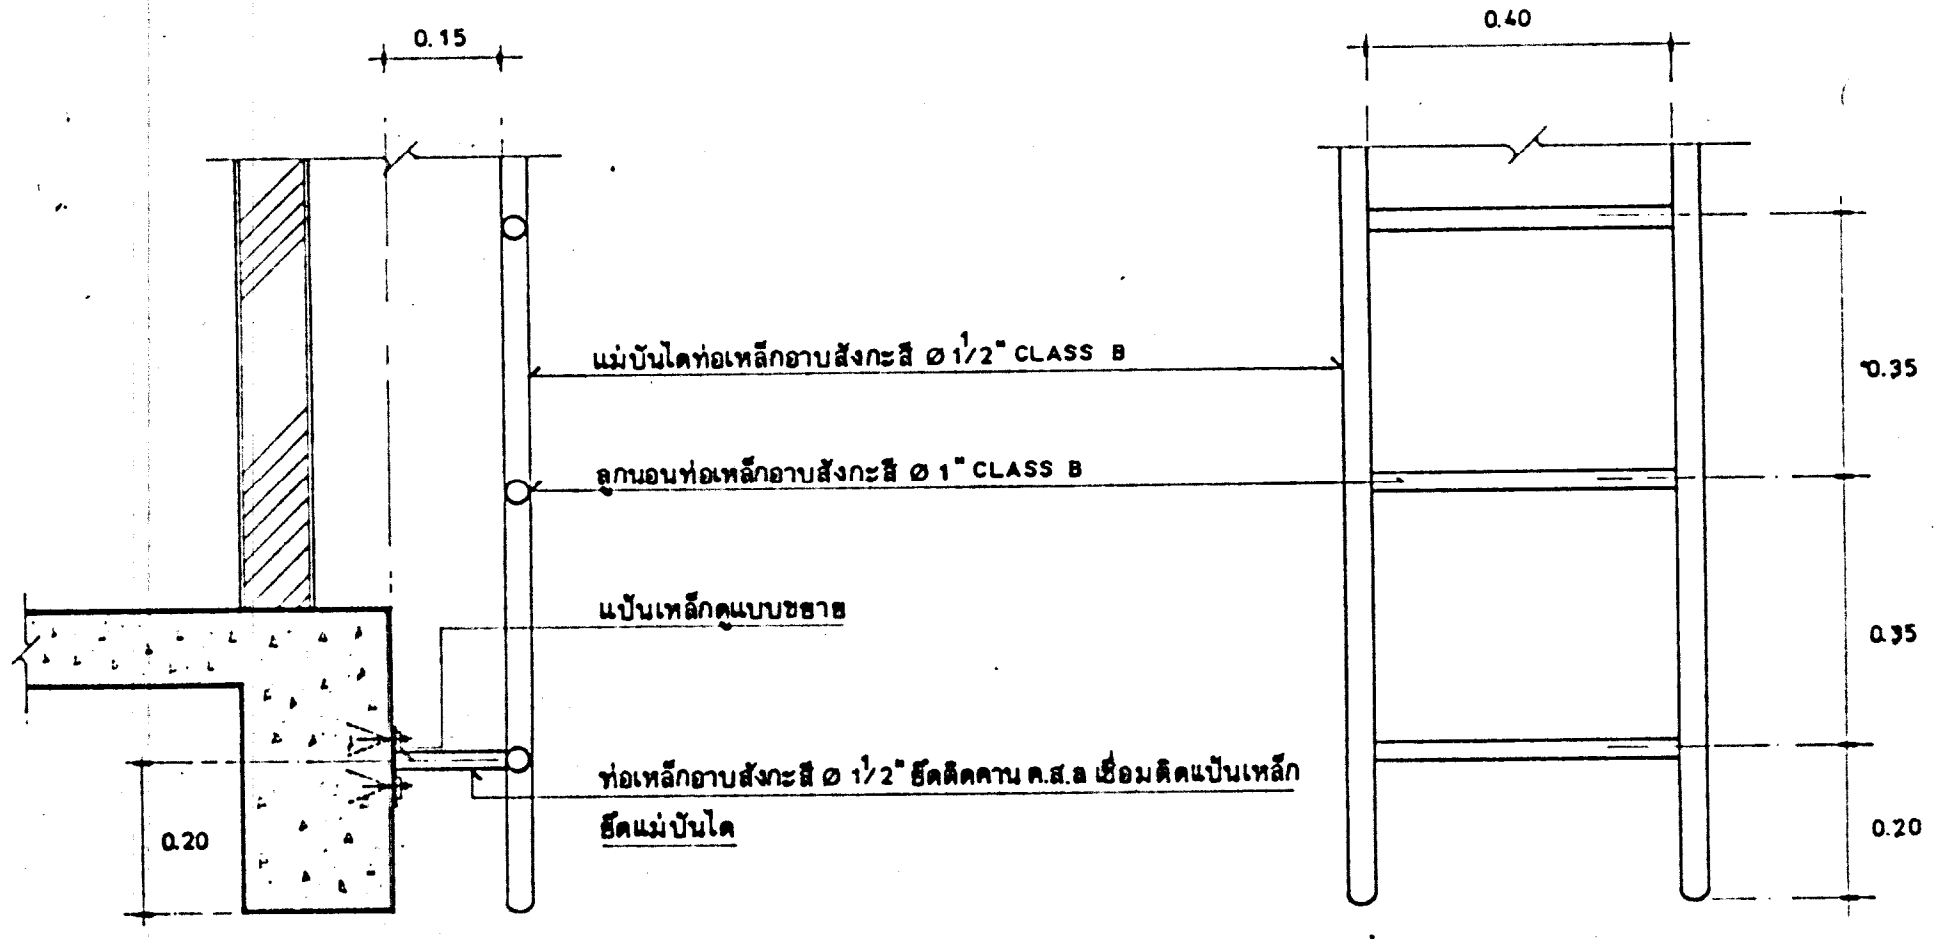 0.15
0.40
แม่บันไดท่อเหล็กอาบสังกะสี Ø 1 1/2" CLASS B
0.35
ลูกนอนท่อเหล็กอาบสังกะสี Ø 1" CLASS B
แป้นเหล็กดูแบบขยาย
0.35
ท่อเหล็กอาบสังกะสี Ø 1 1/2" ยึดติดคาน ค.ส.ล เชื่อมติดแป้นเหล็ก
ยึดแม่บันได
0.20
0.20